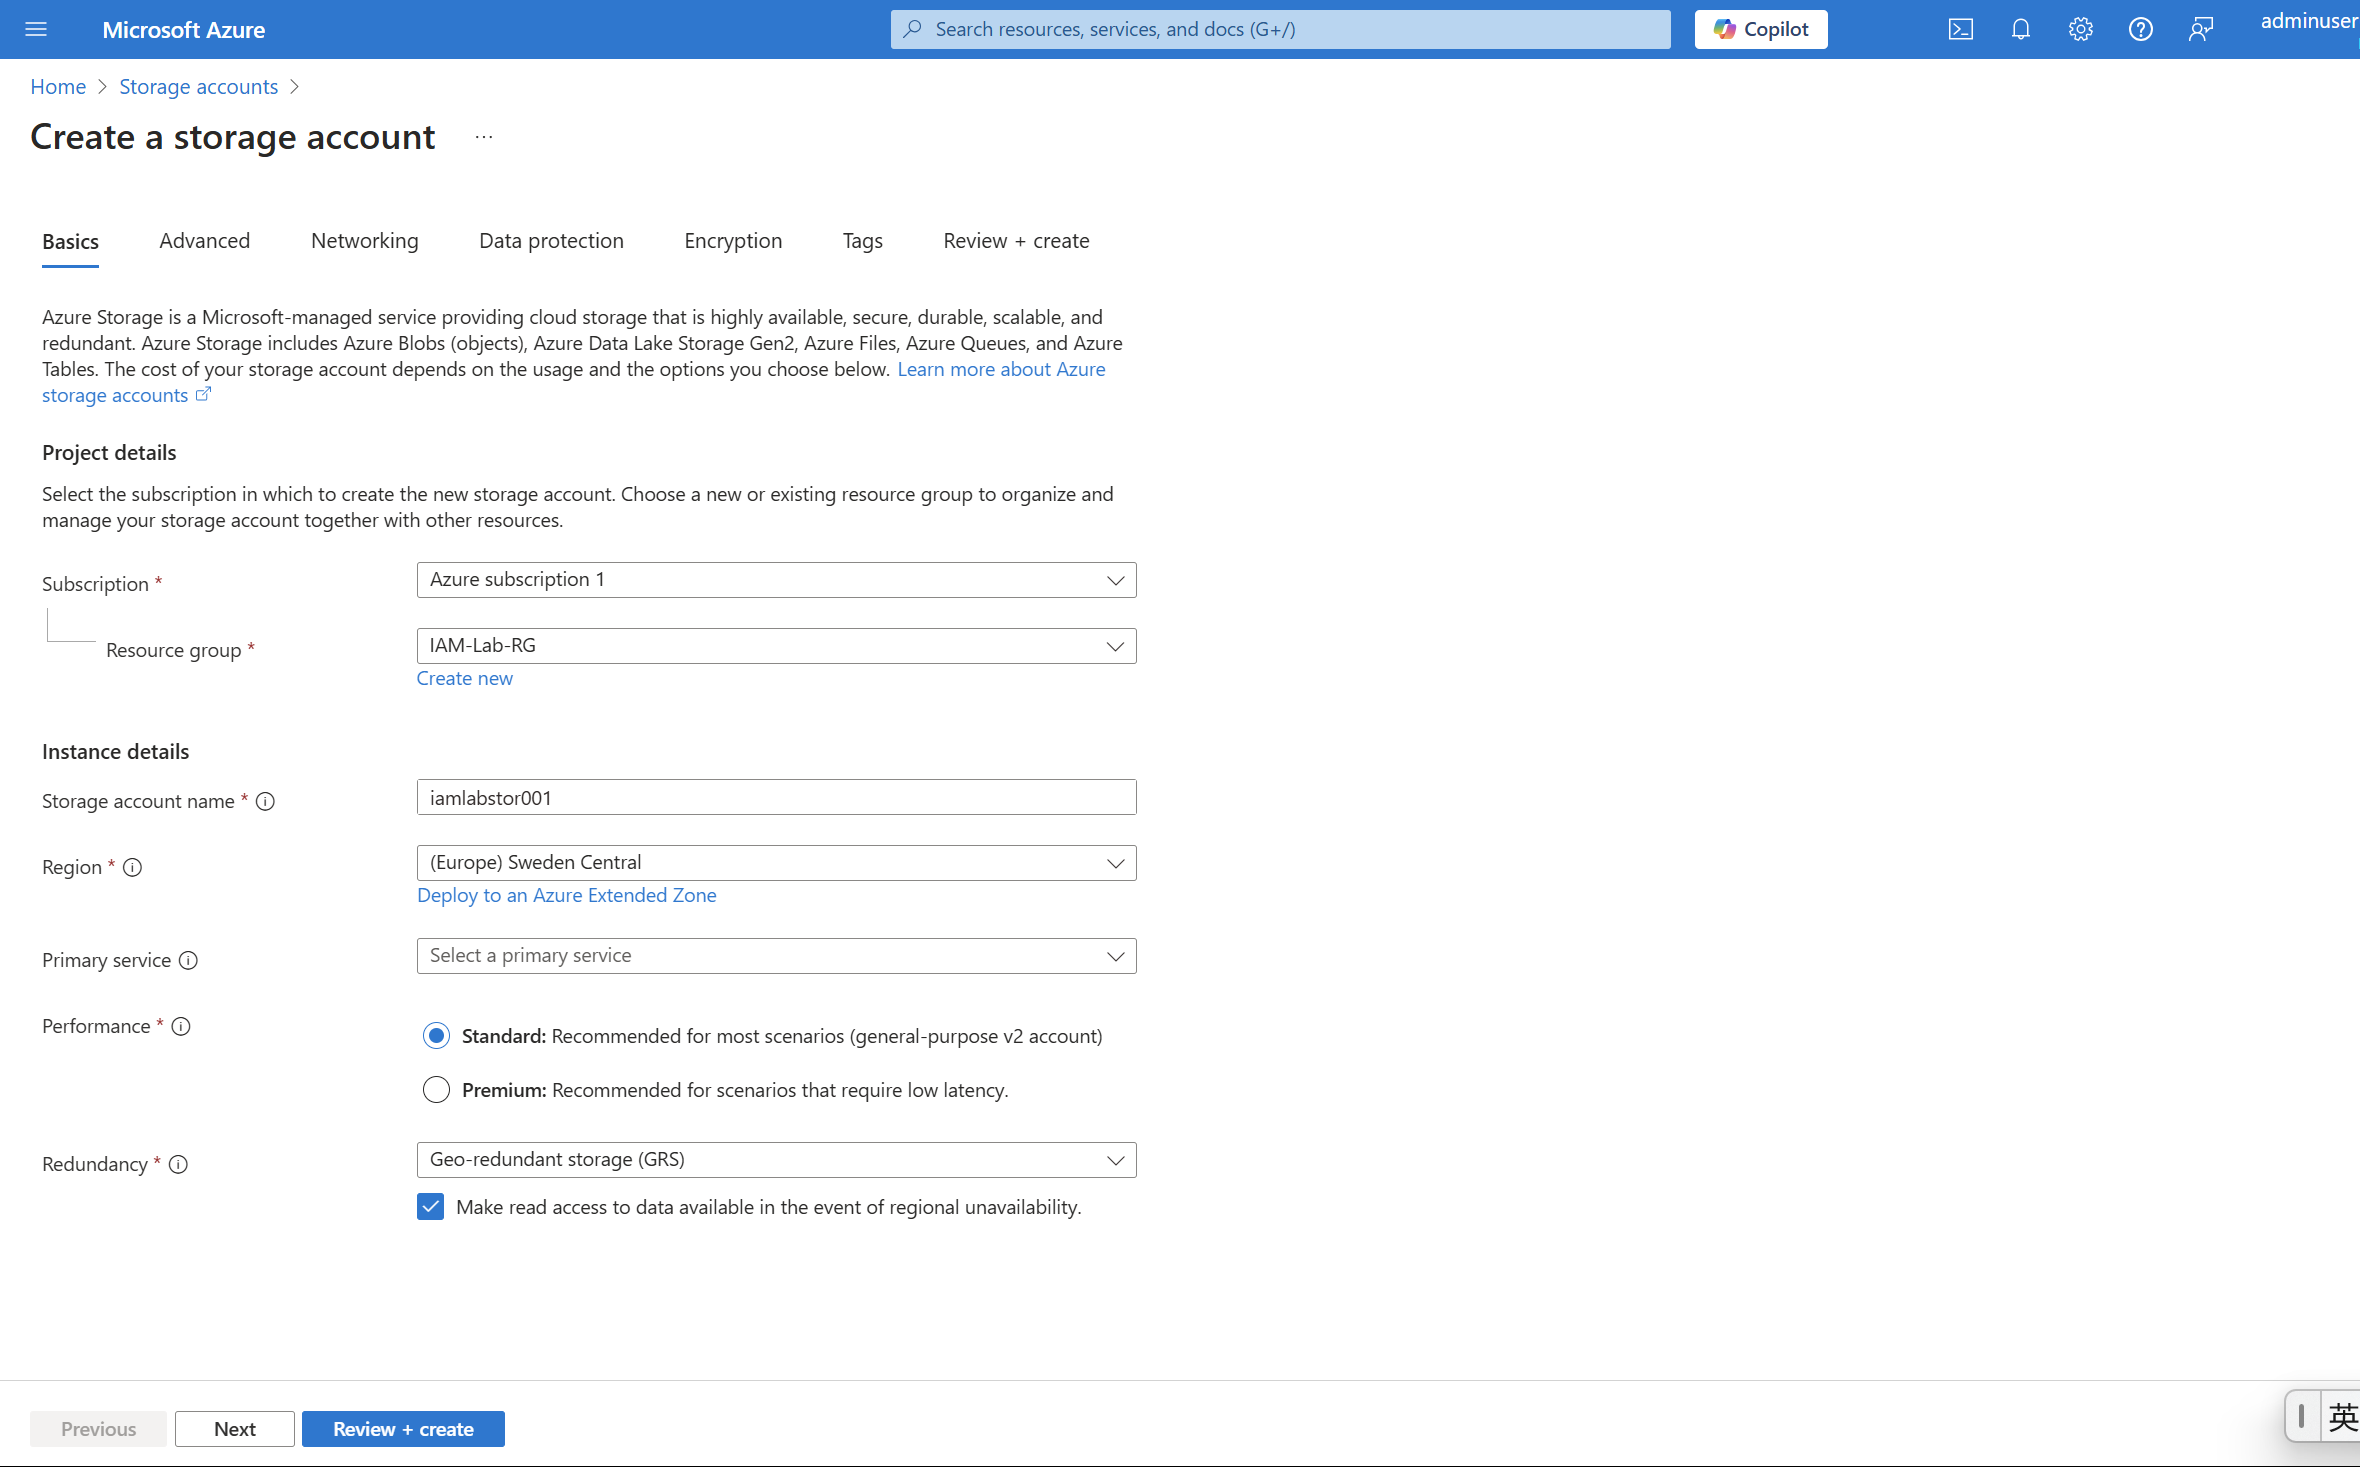 Microsoft Azure
Search resources, services, and docs (G+/)
Copilot
adminuser
Home > Storage accounts >
Create a storage account ...
Basics Advanced Networking Data protection Encryption Tags Review + create
Azure Storage is a Microsoft-managed service providing cloud storage that is highly available, secure, durable, scalable, and
redundant. Azure Storage includes Azure Blobs (objects), Azure Data Lake Storage Gen2, Azure Files, Azure Queues, and Azure
Tables. The cost of your storage account depends on the usage and the options you choose below. Learn more about Azure
storage accounts
Project details
Select the subscription in which to create the new storage account. Choose a new or existing resource group to organize and
manage your storage account together with other resources.
Subscription * Azure subscription 1
Resource group * IAM-Lab-RG
Create new
Instance details
Storage account name * iamlabstor001
Region * (Europe) Sweden Central
Deploy to an Azure Extended Zone
Primary service Select a primary service
Performance * Standard: Recommended for most scenarios (general-purpose v2 account)
Premium: Recommended for scenarios that require low latency.
Redundancy * Geo-redundant storage (GRS)
Make read access to data available in the event of regional unavailability.
Previous Next Review + create
英